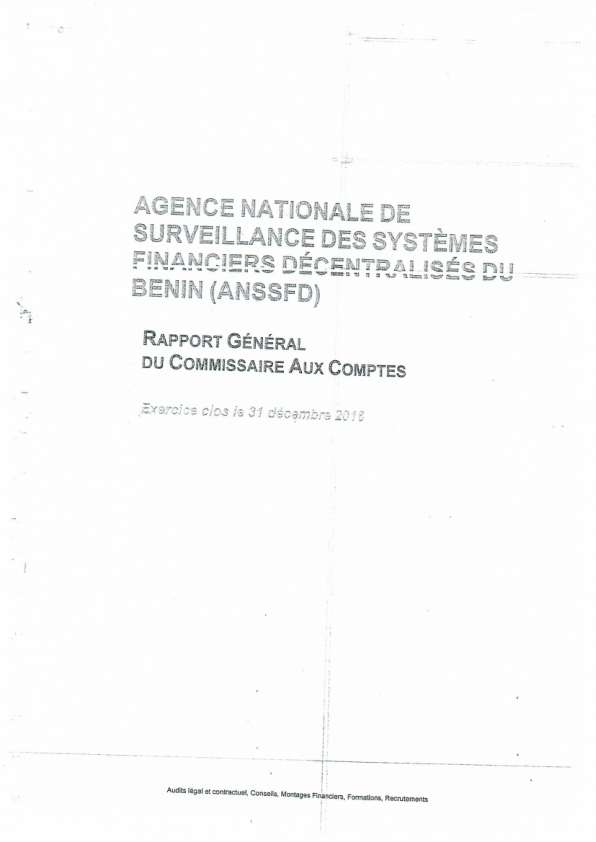 AGENCE NATIONALE DE
SURVEILLANCE DES SYSTÈMES
FINANCIERS DÉCENTRALISÉS DU
BENIN (ANSSFD)
RAPPORT GÉNÉRAL
DU COMMISSAIRE AUX COMPTES
Exercice clos le 31 décembre 2016
Audits légal et contractuel, Conseils, Montages Financiers, Formations, Recrutements